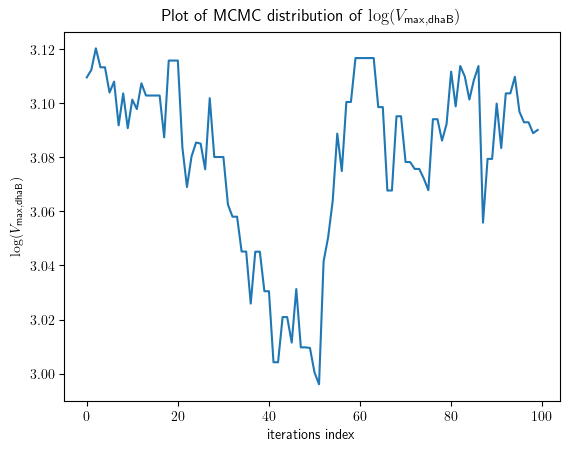 Plot of MCMC distribution of log(V_max,dhaB)
3.12
3.10
3.08
3.06
3.04
3.02
3.00
log(V_max,dhaB)
0 20 40 60 80 100
iterations index